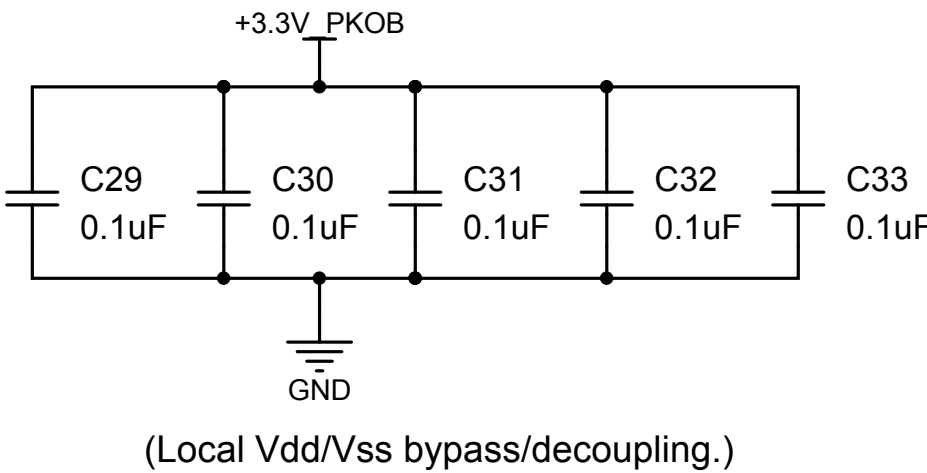 +3.3V_PKOB
C29
0.1uF
C30
0.1uF
C31
0.1uF
C32
0.1uF
C33
0.1uF
GND
(Local Vdd/Vss bypass/decoupling.)